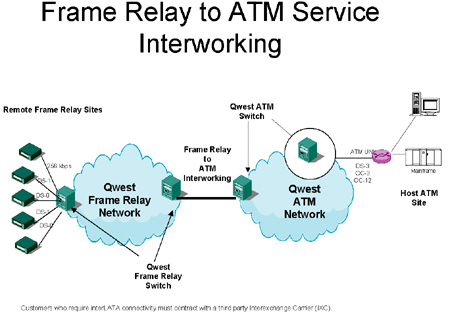 Frame Relay to ATM Service
Interworking
Remote Frame Relay Sites
Qwest ATM
Switch
256 kbps
DS-1
DS-0
DS-0
Frame Relay
to
ATM
Interworking
ATM UNI
DS-3
OC-3
OC-12
Mainframe
Host ATM
Site
Qwest
Frame Relay
Network
Qwest
ATM
Network
Qwest
Frame Relay
Switch
Customers who require interLATA connectivity must contract with a third party Interexchange Carrier (IXC).